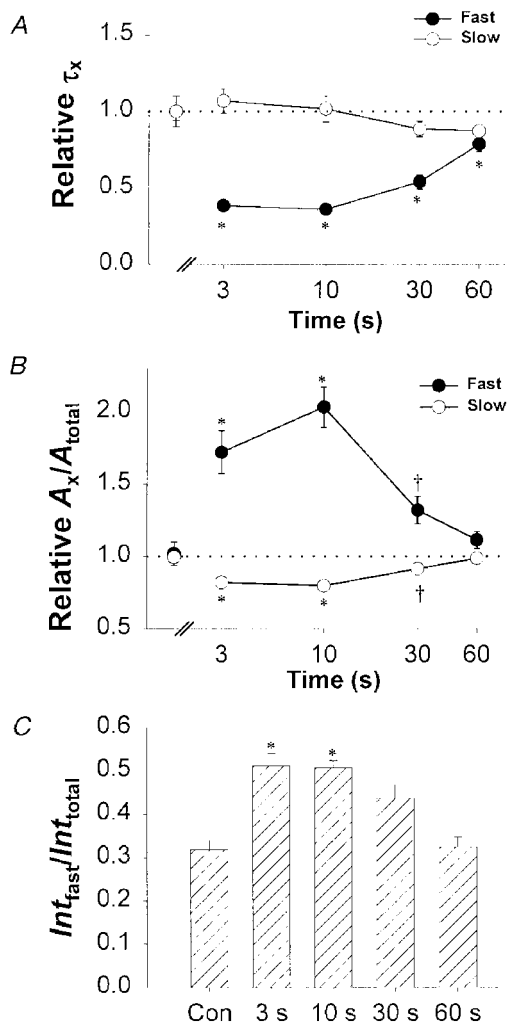 A
Fast
Slow
1.5
1.0
0.5
0.0
Relative τx
* * * *
3 10 30 60
Time (s)
B
Fast
Slow
2.0
1.5
1.0
0.5
Relative Ax/Atotal
* * †
* * †
3 10 30 60
Time (s)
C
0.6
0.5
0.4
0.3
0.2
0.1
0.0
Intfast/Inttotal
* *
Con 3 s 10 s 30 s 60 s